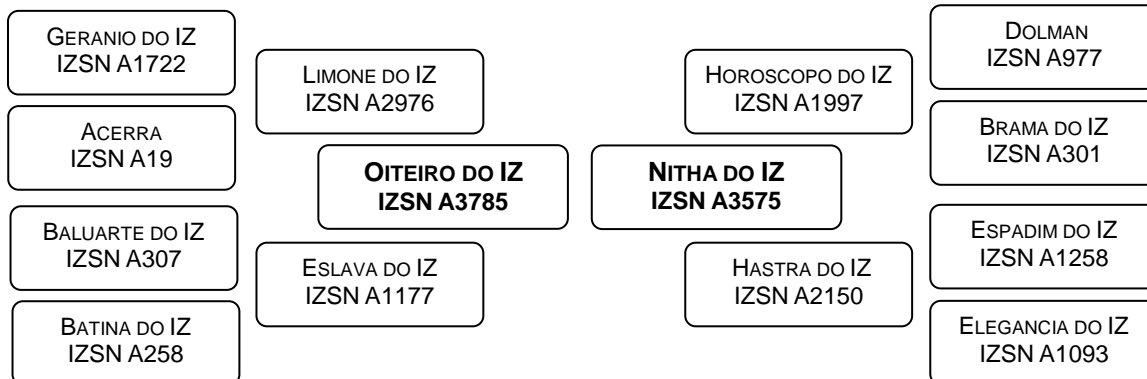 GERANIO DO IZ
IZSN A1722
LIMONE DO IZ
IZSN A2976
ACERRA
IZSN A19
OITEIRO DO IZ
IZSN A3785
BALUARTE DO IZ
IZSN A307
ESLAVA DO IZ
IZSN A1177
BATINA DO IZ
IZSN A258
DOLMAN
IZSN A977
HOROSCOPO DO IZ
IZSN A1997
BRAMA DO IZ
IZSN A301
NITHA DO IZ
IZSN A3575
ESPADIM DO IZ
IZSN A1258
HASTRA DO IZ
IZSN A2150
ELEGANCIA DO IZ
IZSN A1093